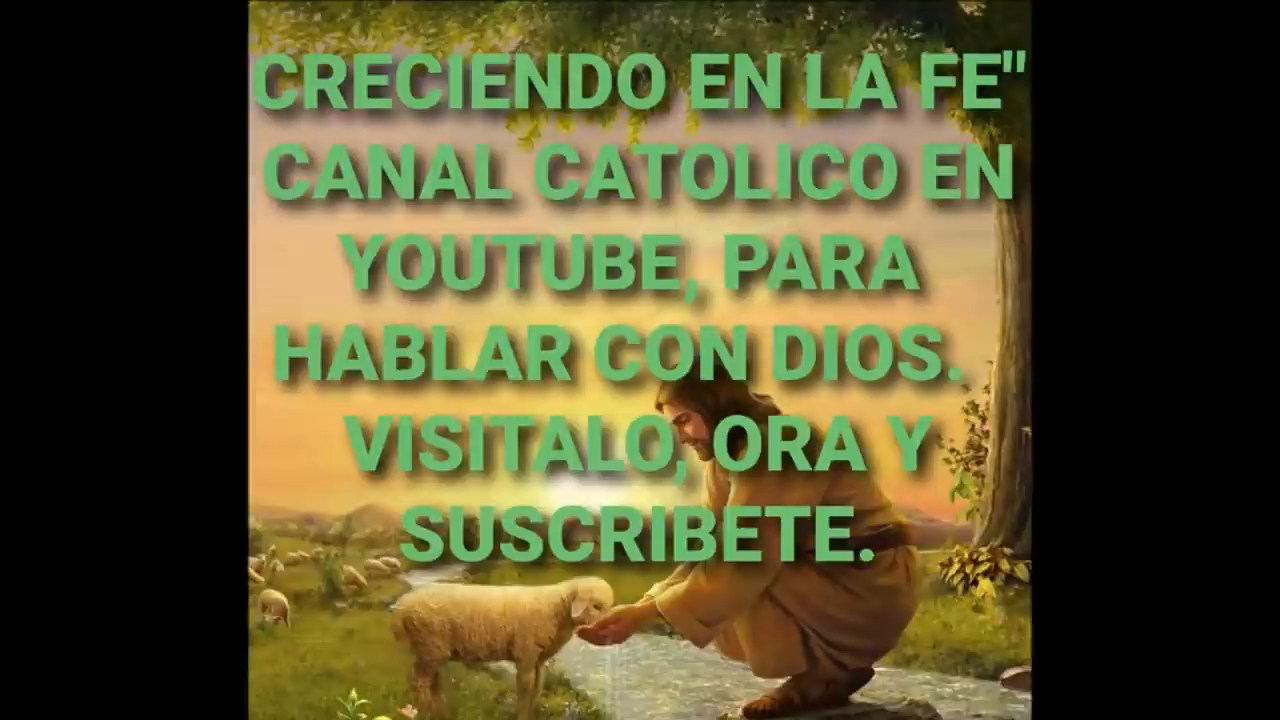 CRECIENDO EN LA FE"
CANAL CATOLICO EN
YOUTUBE, PARA
HABLAR CON DIOS.
VISITALO, ORA Y
SUSCRIBETE.